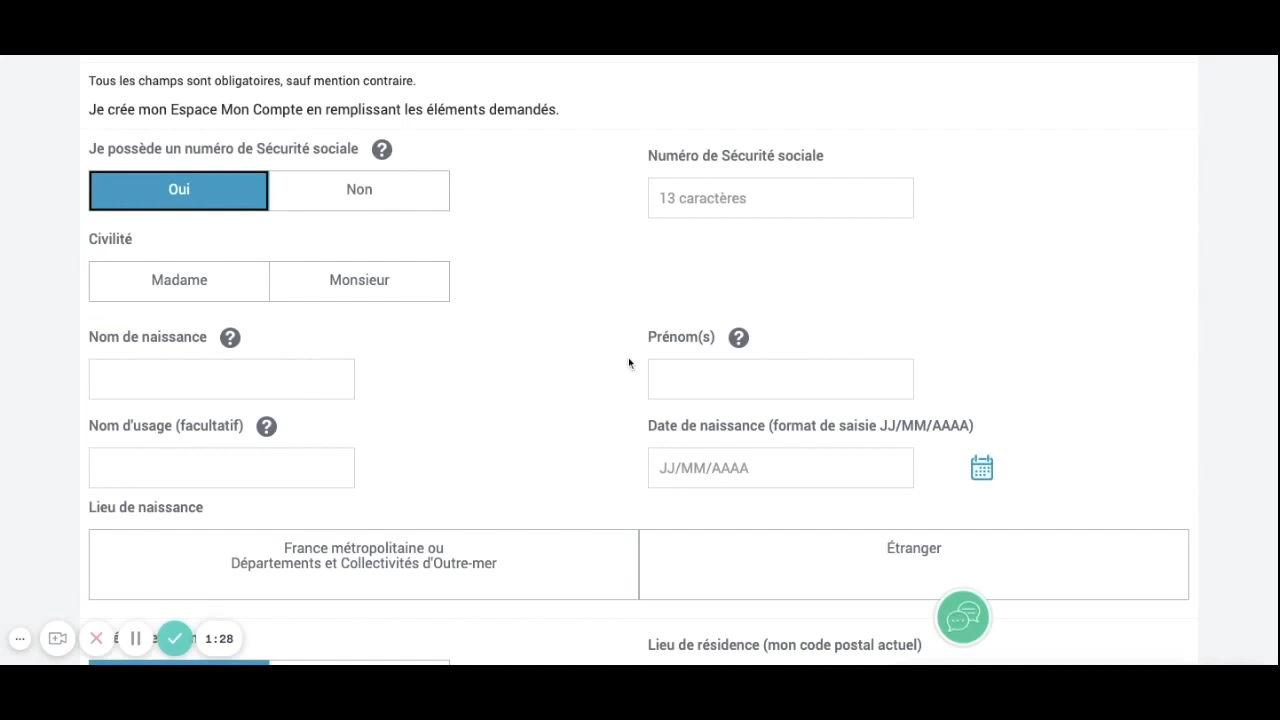 Tous les champs sont obligatoires, sauf mention contraire.
Je crée mon Espace Mon Compte en remplissant les éléments demandés.
Je possède un numéro de Sécurité sociale ?
Numéro de Sécurité sociale
Oui
Non
13 caractères
Civilité
Madame
Monsieur
Nom de naissance ?
Prénom(s) ?
Nom d'usage (facultatif) ?
Date de naissance (format de saisie JJ/MM/AAAA)
JJ/MM/AAAA
Lieu de naissance
France métropolitaine ou
Départements et Collectivités d'Outre-mer
Étranger
1:28
Lieu de résidence (mon code postal actuel)